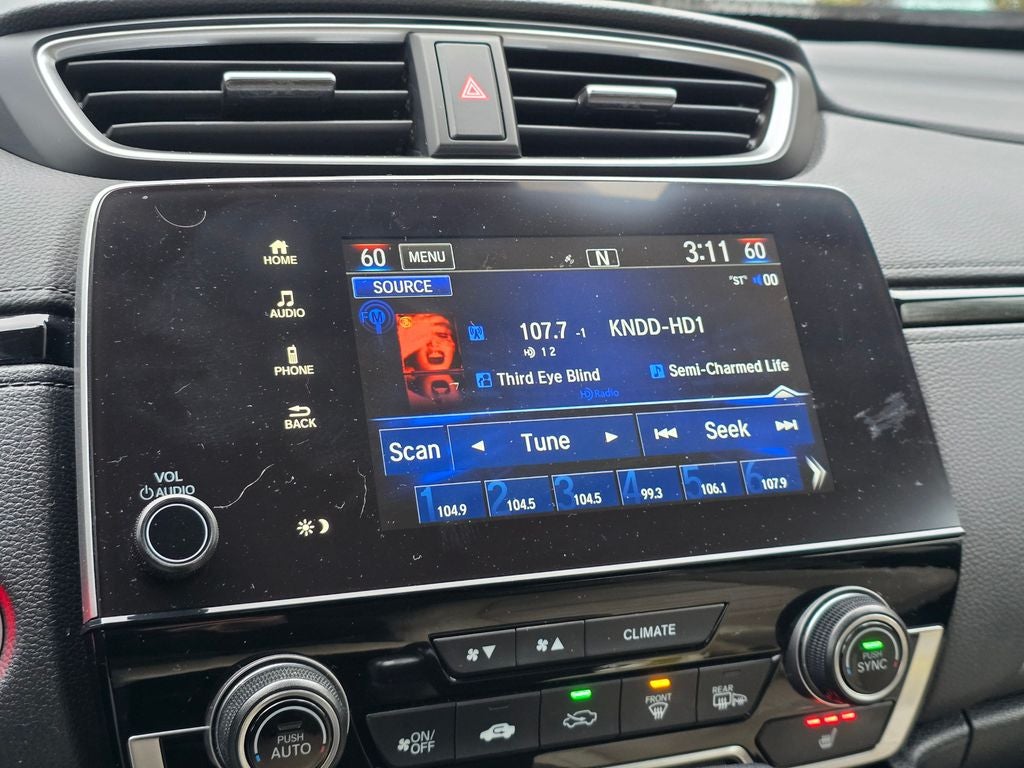 HOME
AUDIO
PHONE
BACK
VOL
AUDIO
60 MENU N 3:11 60
SOURCE "ST" 00
FM
107.7 -1 KNDD-HD1
HD 1 2
Third Eye Blind Semi-Charmed Life
HD Radio
Scan Tune Seek
1 104.9 2 104.5 3 104.5 4 99.3 5 106.1 6 107.9
CLIMATE
PUSH
AUTO
ON/
OFF
FRONT
REAR
PUSH
SYNC